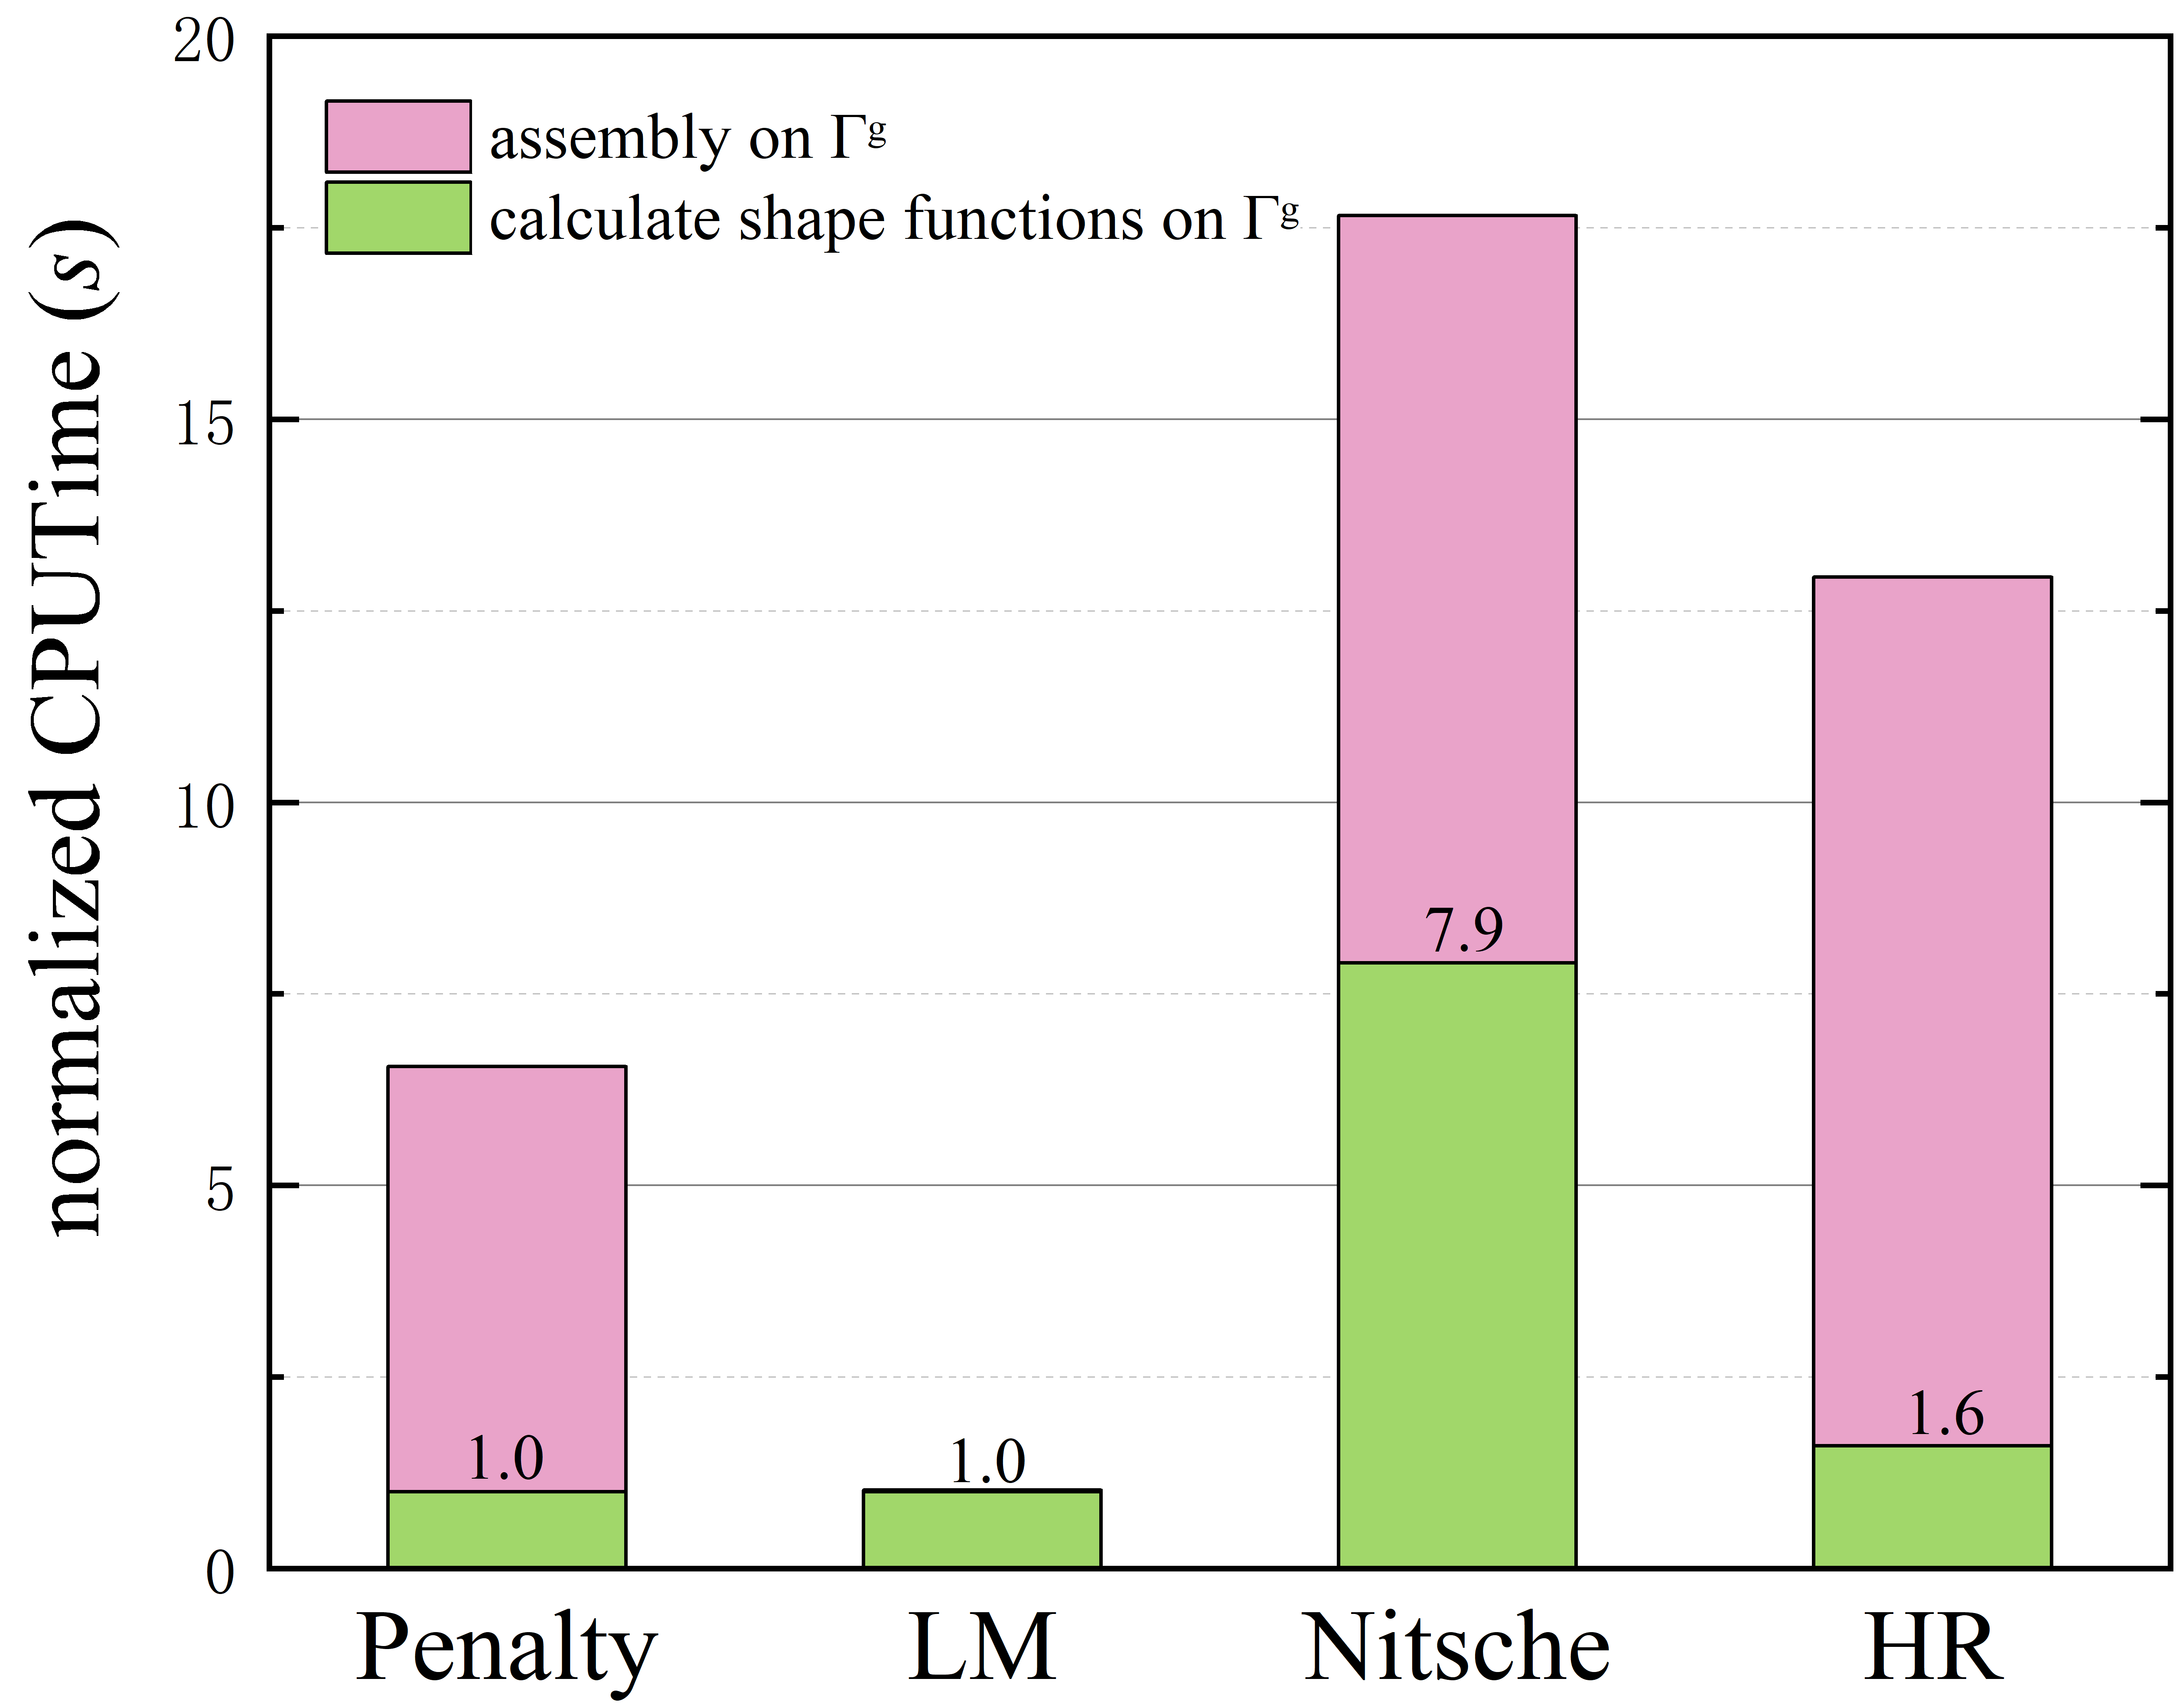 normalized CPUTime (s)
20
15
10
5
0
assembly on Γᵍ
calculate shape functions on Γᵍ
7.9
1.0
1.0
1.6
Penalty
LM
Nitsche
HR